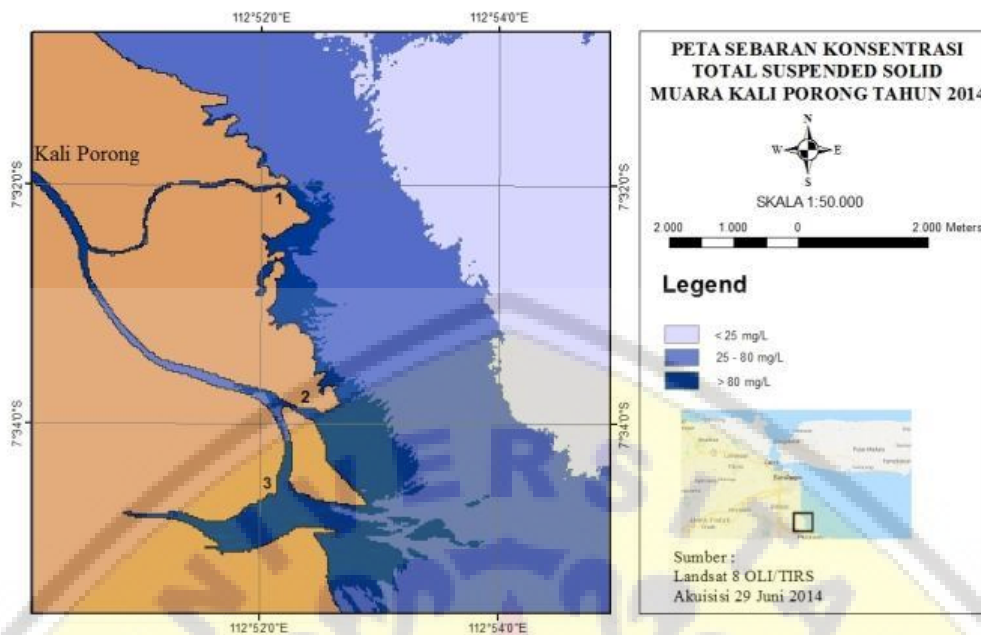 112°52'0"E
112°54'0"E
Kali Porong
7°32'0"S
7°32'0"S
1
2
7°34'0"S
7°34'0"S
3
112°52'0"E
112°54'0"E
PETA SEBARAN KONSENTRASI
TOTAL SUSPENDED SOLID
MUARA KALI PORONG TAHUN 2014
N
W E
S
SKALA 1:50.000
2.000 1.000 0 2.000 Meters
Legend
< 25 mg/L
25 - 80 mg/L
> 80 mg/L
Sumber :
Landsat 8 OLI/TIRS
Akuisisi 29 Juni 2014